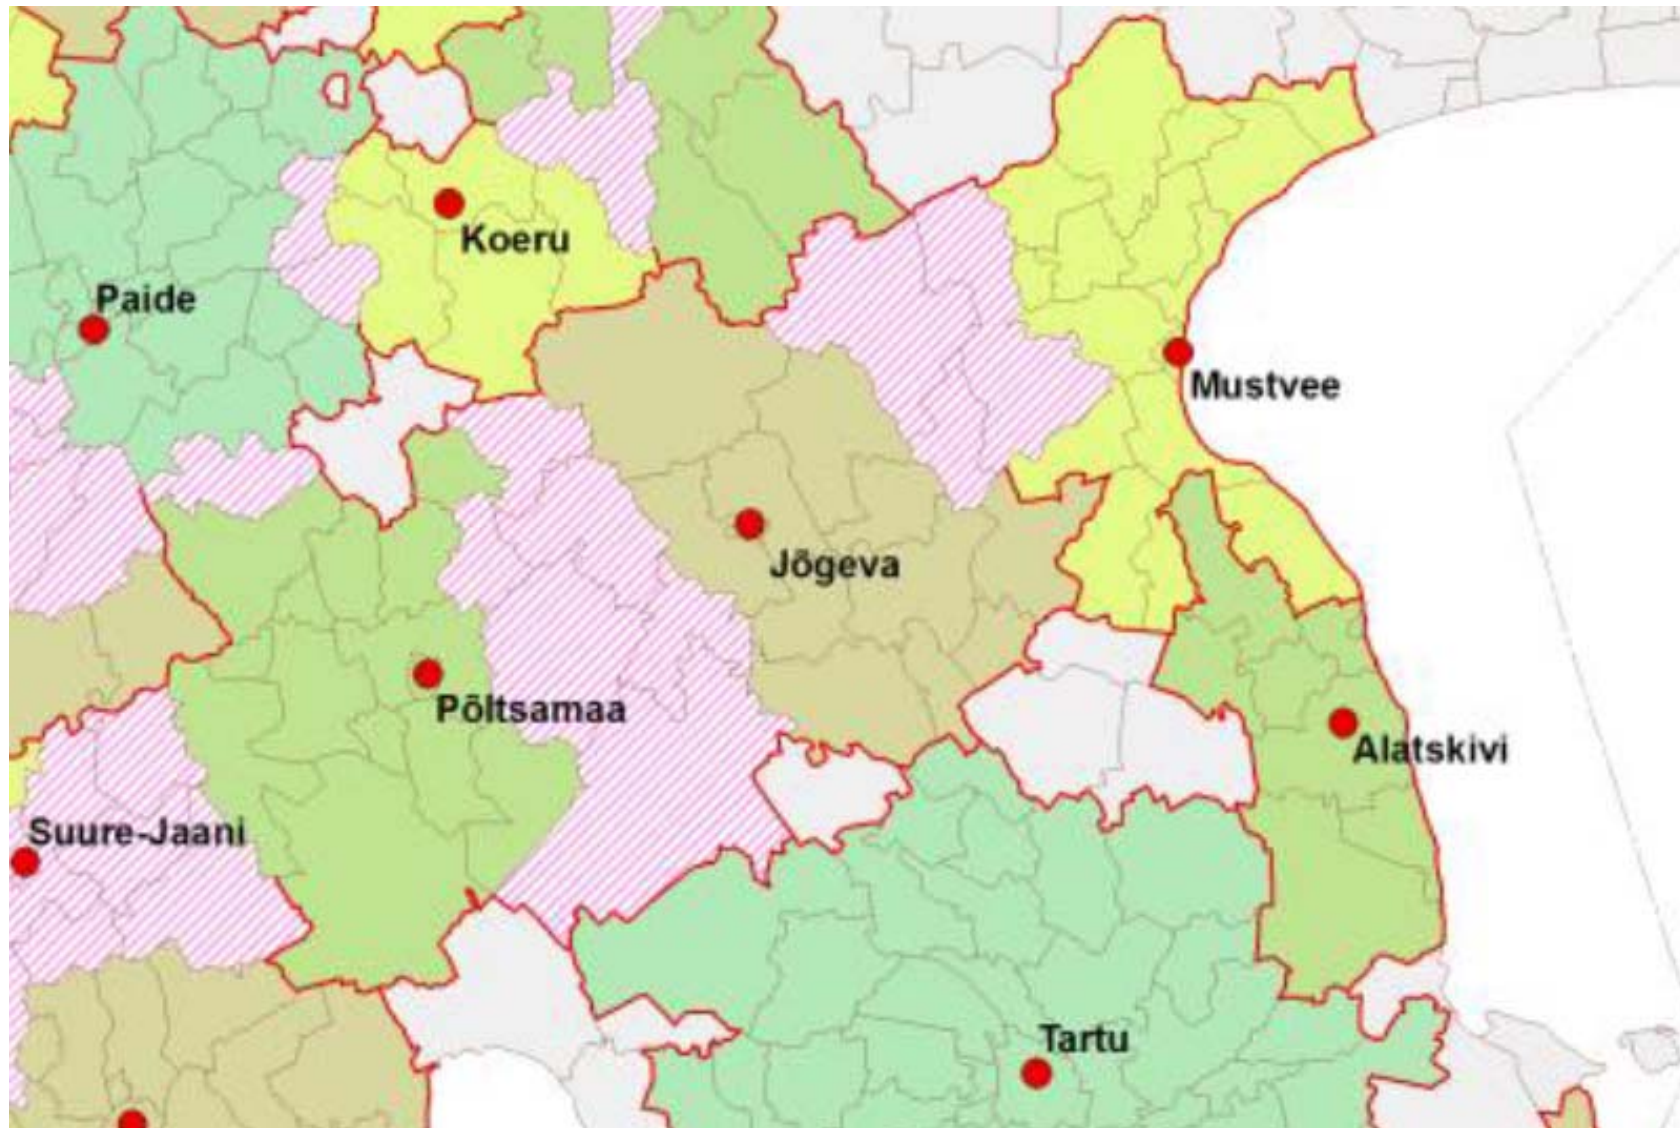 Koeru
Paide
Mustvee
Jõgeva
Põltsamaa
Alatskivi
Suure-Jaani
Tartu